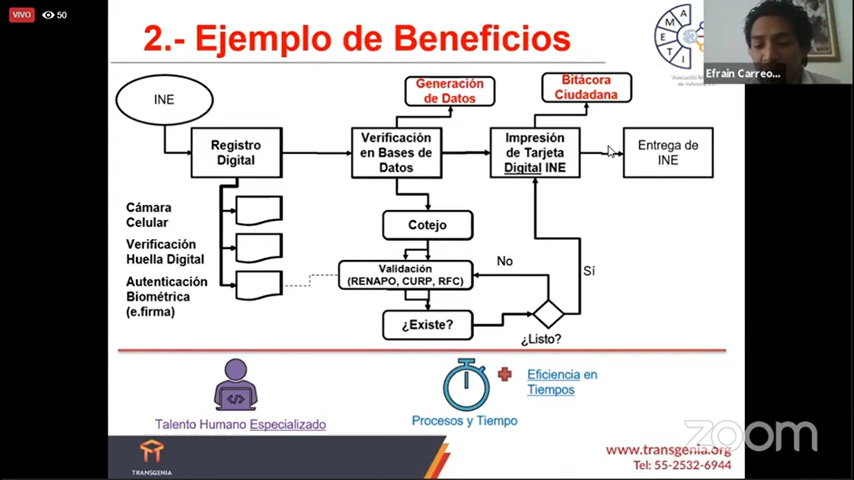 VIVO
50
2.- Ejemplo de Beneficios
Efrain Carreo...
M E
A
T
I
INE
Generación
de Datos
Bitácora
Ciudadana
Registro
Digital
Verificación
en Bases de
Datos
Impresión
de Tarjeta
Digital INE
Entrega de
INE
Cámara
Celular
Verificación
Huella Digital
Autenticación
Biométrica
(e.firma)
Cotejo
Validación
(RENAPO, CURP, RFC)
No
Sí
¿Existe?
¿Listo?
Talento Humano Especializado
Procesos y Tiempo
Eficiencia en
Tiempos
zoom
TRANSGENIA
www.transgenia.org
Tel: 55-2532-6944